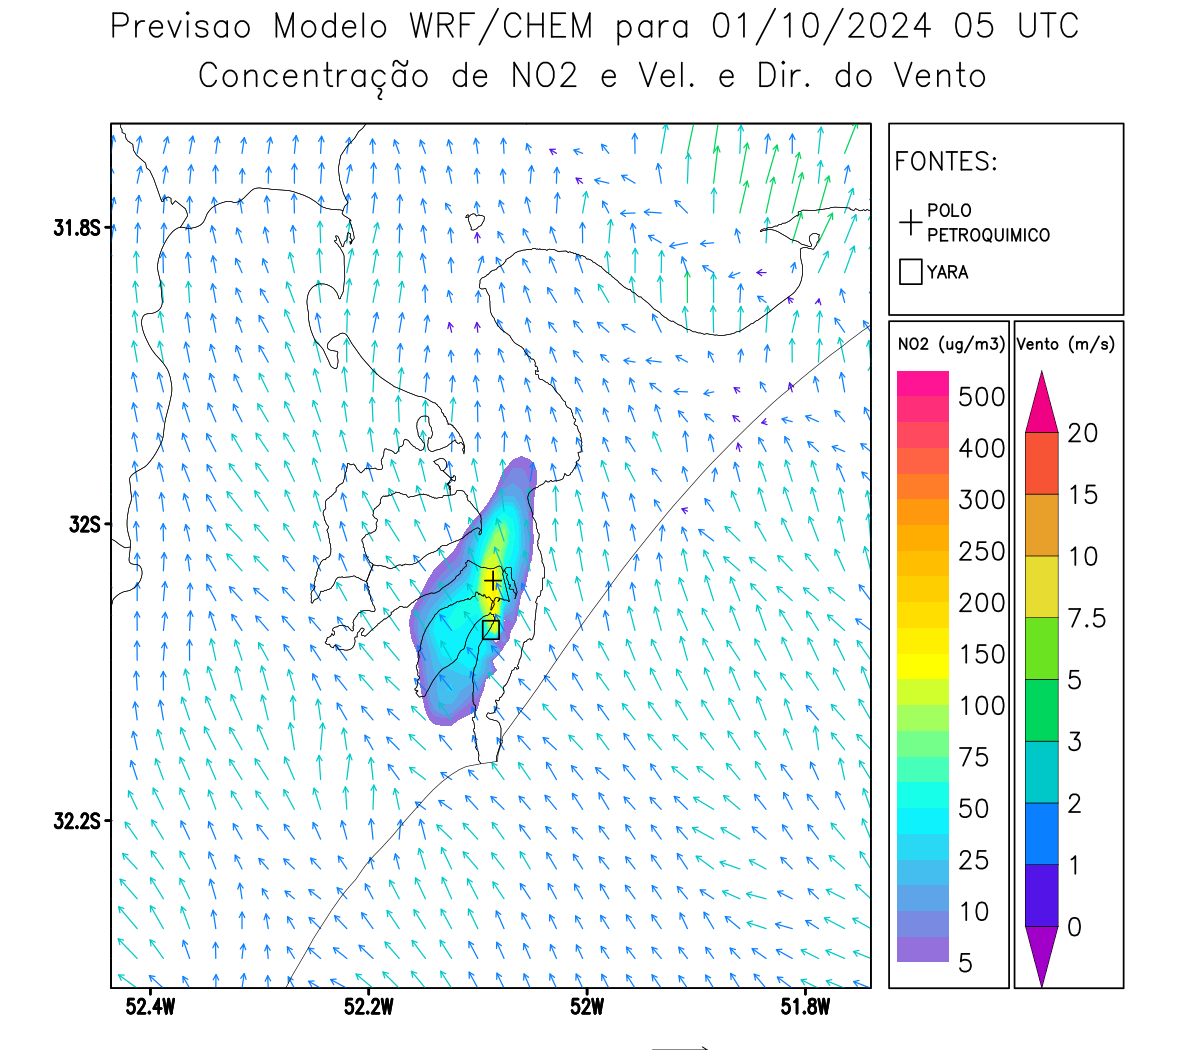 Previsao Modelo WRF/CHEM para 01/10/2024 05 UTC
Concentração de NO2 e Vel. e Dir. do Vento
FONTES:
POLO
PETROQUIMICO
YARA
NO2 (ug/m3)
500
400
300
250
200
150
100
75
50
25
10
5
Vento (m/s)
20
15
10
7.5
5
3
2
1
0
31.8S
32S
32.2S
52.4W
52.2W
52W
51.8W